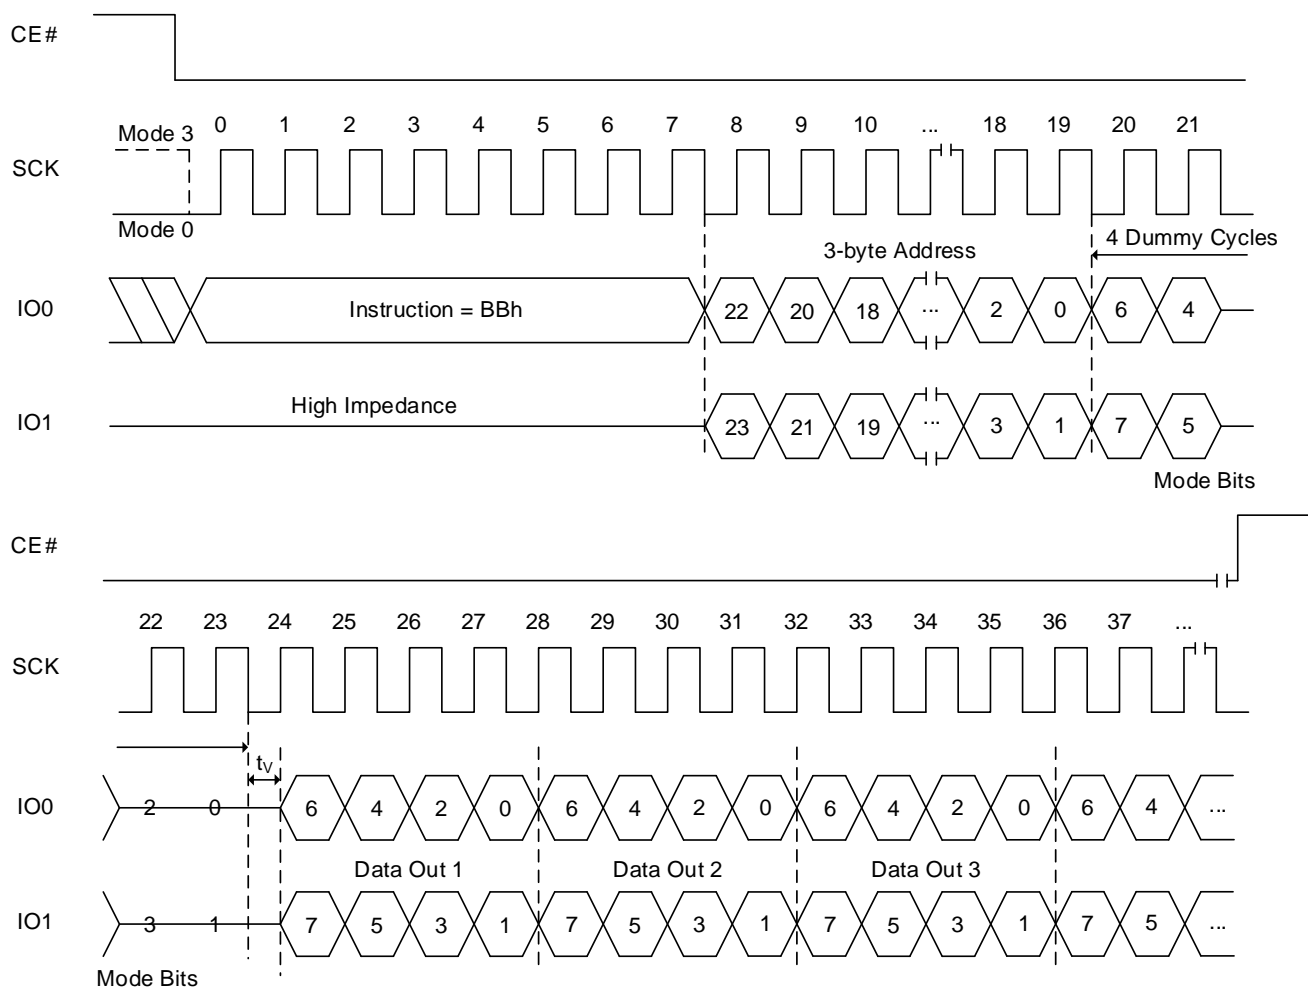 CE#
Mode 3 0 1 2 3 4 5 6 7 8 9 10 ... 18 19 20 21
SCK
Mode 0
3-byte Address 4 Dummy Cycles
IO0 Instruction = BBh 22 20 18 ... 2 0 6 4
High Impedance
IO1 23 21 19 ... 3 1 7 5
Mode Bits
CE#
22 23 24 25 26 27 28 29 30 31 32 33 34 35 36 37 ...
SCK
tV
IO0 2 0 6 4 2 0 6 4 2 0 6 4 2 0 6 4 ...
Data Out 1 Data Out 2 Data Out 3
IO1 3 1 7 5 3 1 7 5 3 1 7 5 3 1 7 5 ...
Mode Bits